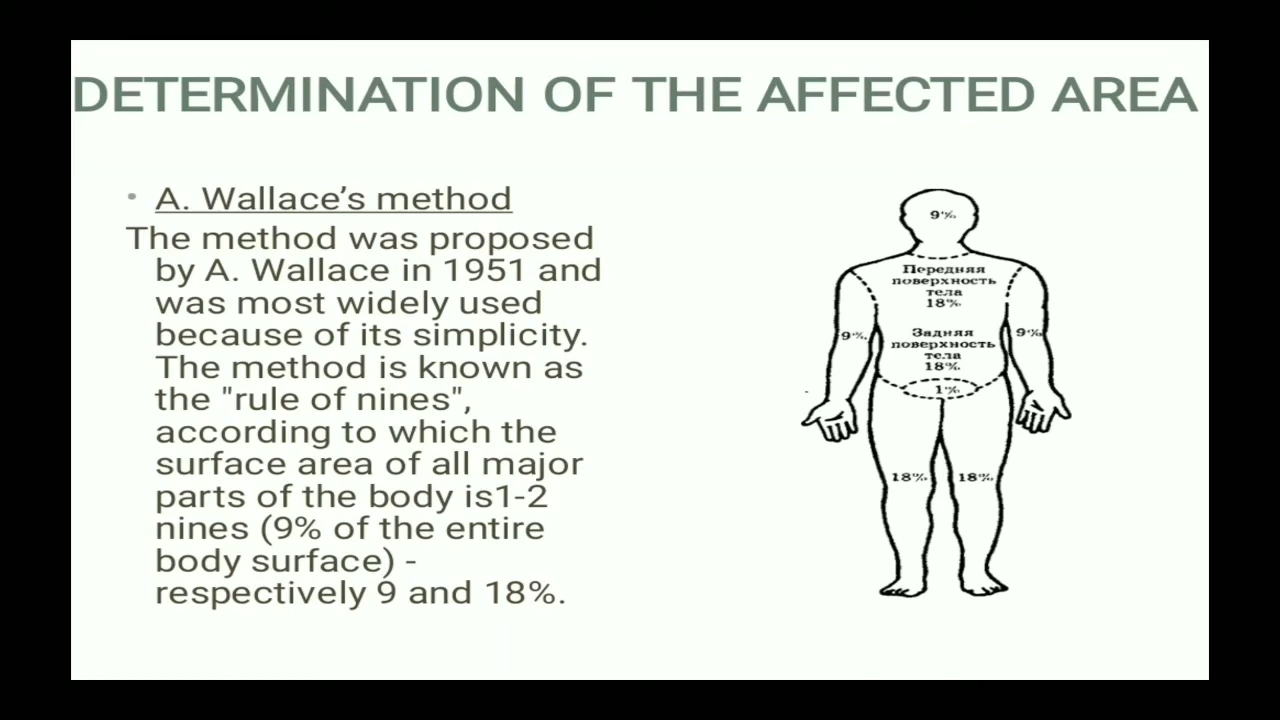 DETERMINATION OF THE AFFECTED AREA
• A. Wallace’s method
The method was proposed
by A. Wallace in 1951 and
was most widely used
because of its simplicity.
The method is known as
the "rule of nines",
according to which the
surface area of all major
parts of the body is1-2
nines (9% of the entire
body surface) -
respectively 9 and 18%.
9%
Передняя
поверхность
тела
18%
9%
Задняя
поверхность
тела
18%
9%
1%
18%
18%